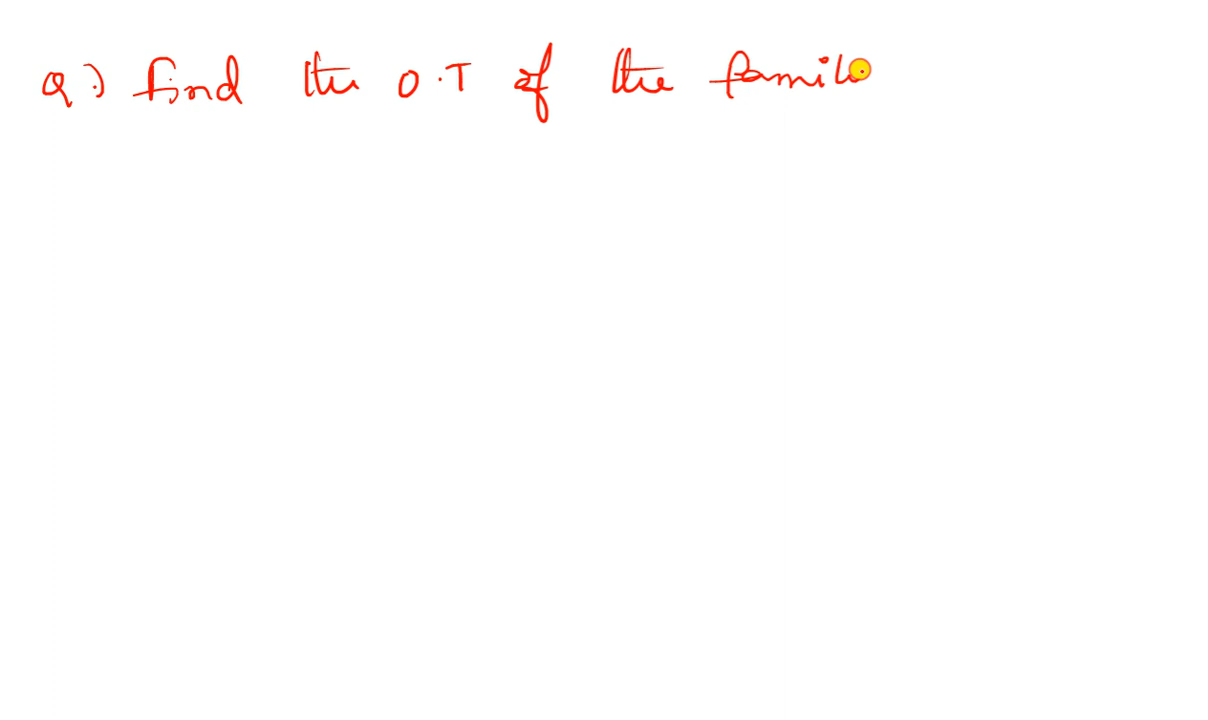 Q.) Find the O.T of the famil